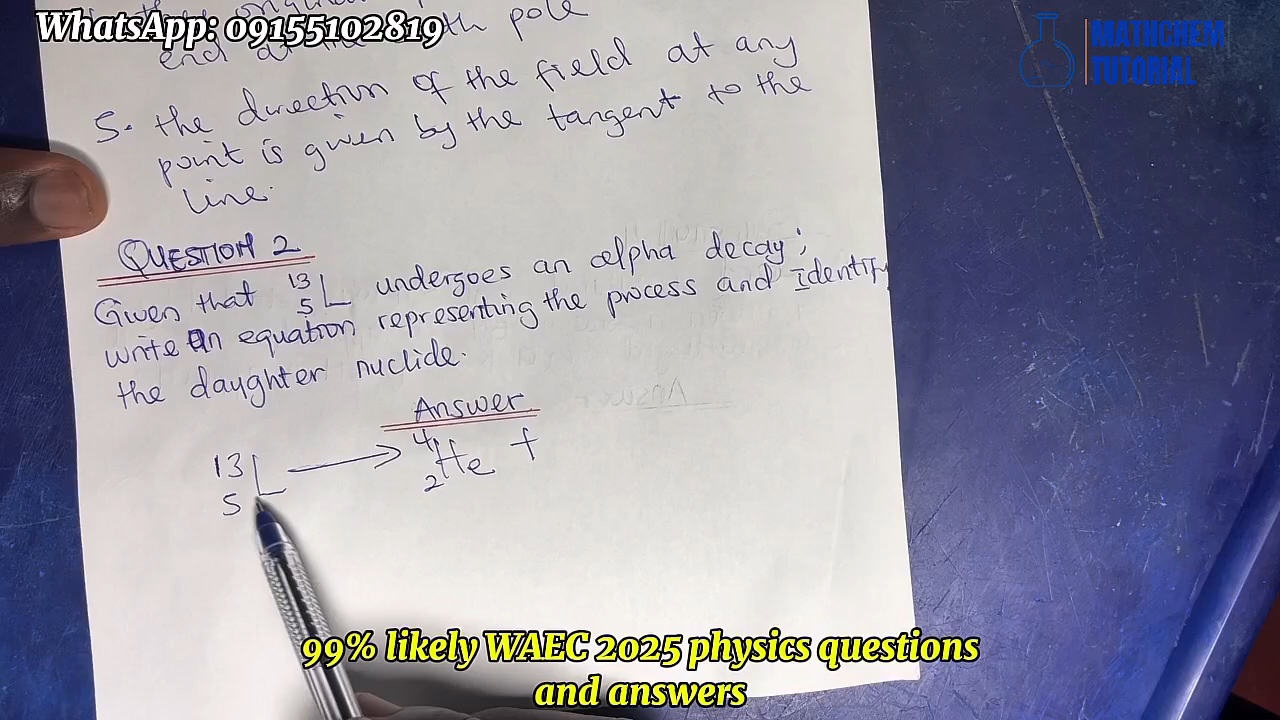 WhatsApp: 09155102819
MATHCHEM
TUTORIAL
end at the pole
5. the direction of the field at any
point is given by the tangent to the
line.
QUESTION 2
Given that 13 5 L undergoes an alpha decay;
write an equation representing the process and Identify
the daughter nuclide.
Answer
13 5 L → 4 2 He +
99% likely WAEC 2025 physics questions
and answers